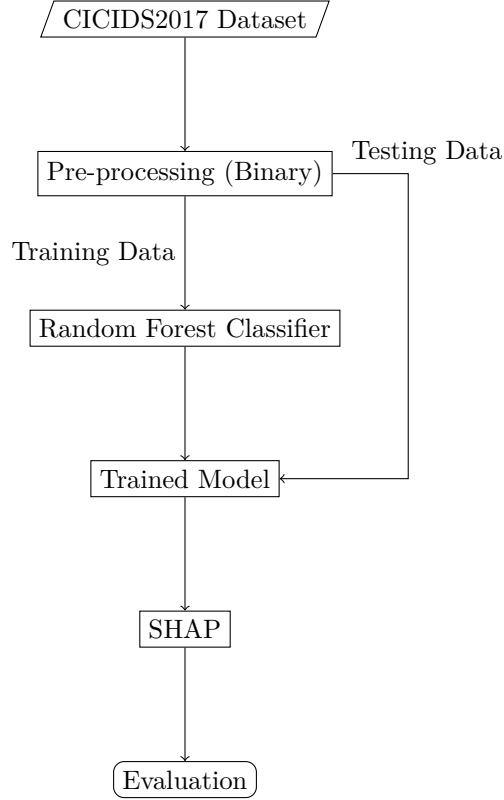 CICIDS2017 Dataset
Testing Data
Pre-processing (Binary)
Training Data
Random Forest Classifier
Trained Model
SHAP
Evaluation